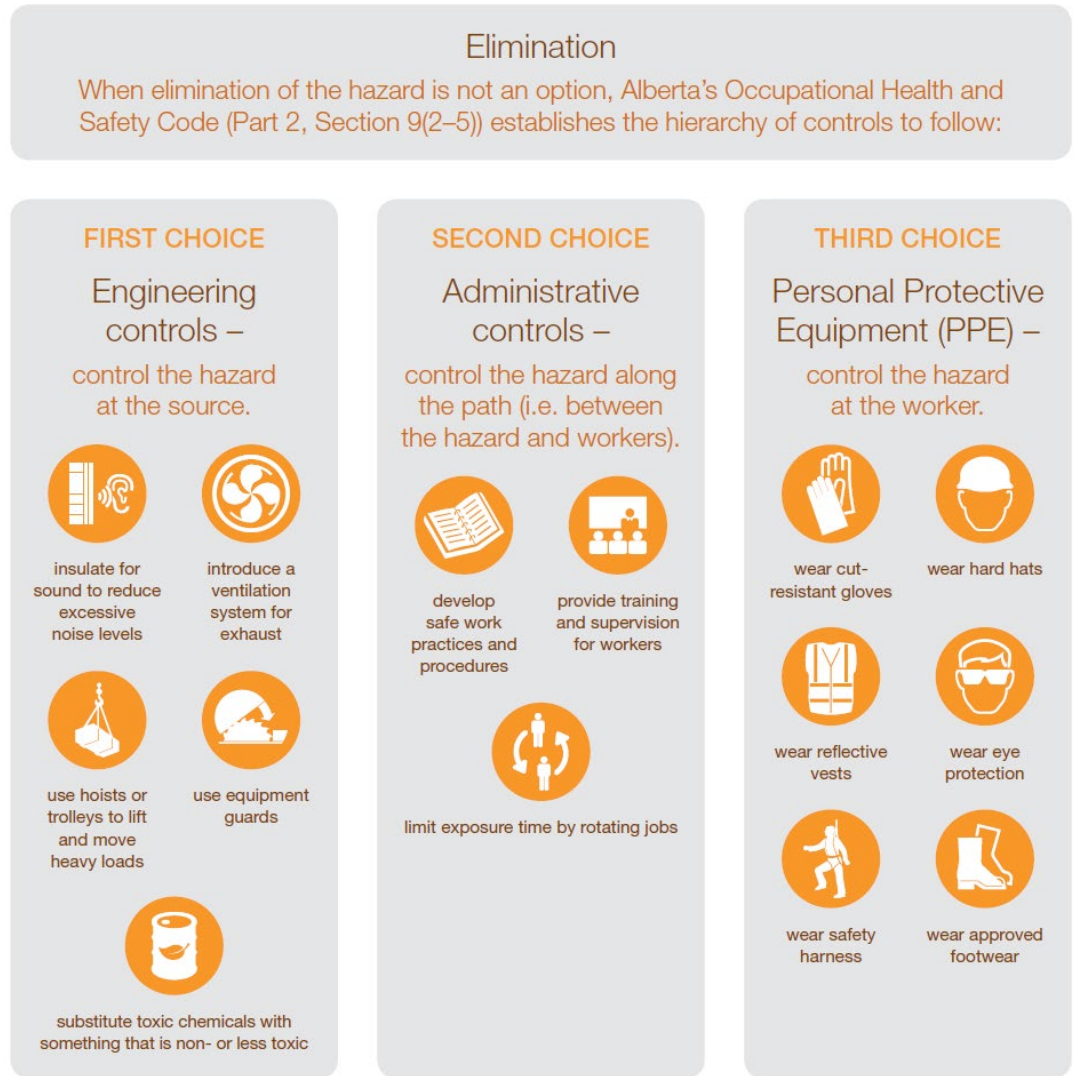 Elimination
When elimination of the hazard is not an option, Alberta's Occupational Health and
Safety Code (Part 2, Section 9(2–5)) establishes the hierarchy of controls to follow:
FIRST CHOICE
Engineering
controls –
control the hazard
at the source.
insulate for
sound to reduce
excessive
noise levels
introduce a
ventilation
system for
exhaust
use hoists or
trolleys to lift
and move
heavy loads
use equipment
guards
substitute toxic chemicals with
something that is non- or less toxic
SECOND CHOICE
Administrative
controls –
control the hazard along
the path (i.e. between
the hazard and workers).
develop
safe work
practices and
procedures
provide training
and supervision
for workers
limit exposure time by rotating jobs
THIRD CHOICE
Personal Protective
Equipment (PPE) –
control the hazard
at the worker.
wear cut-
resistant gloves
wear hard hats
wear reflective
vests
wear eye
protection
wear safety
harness
wear approved
footwear